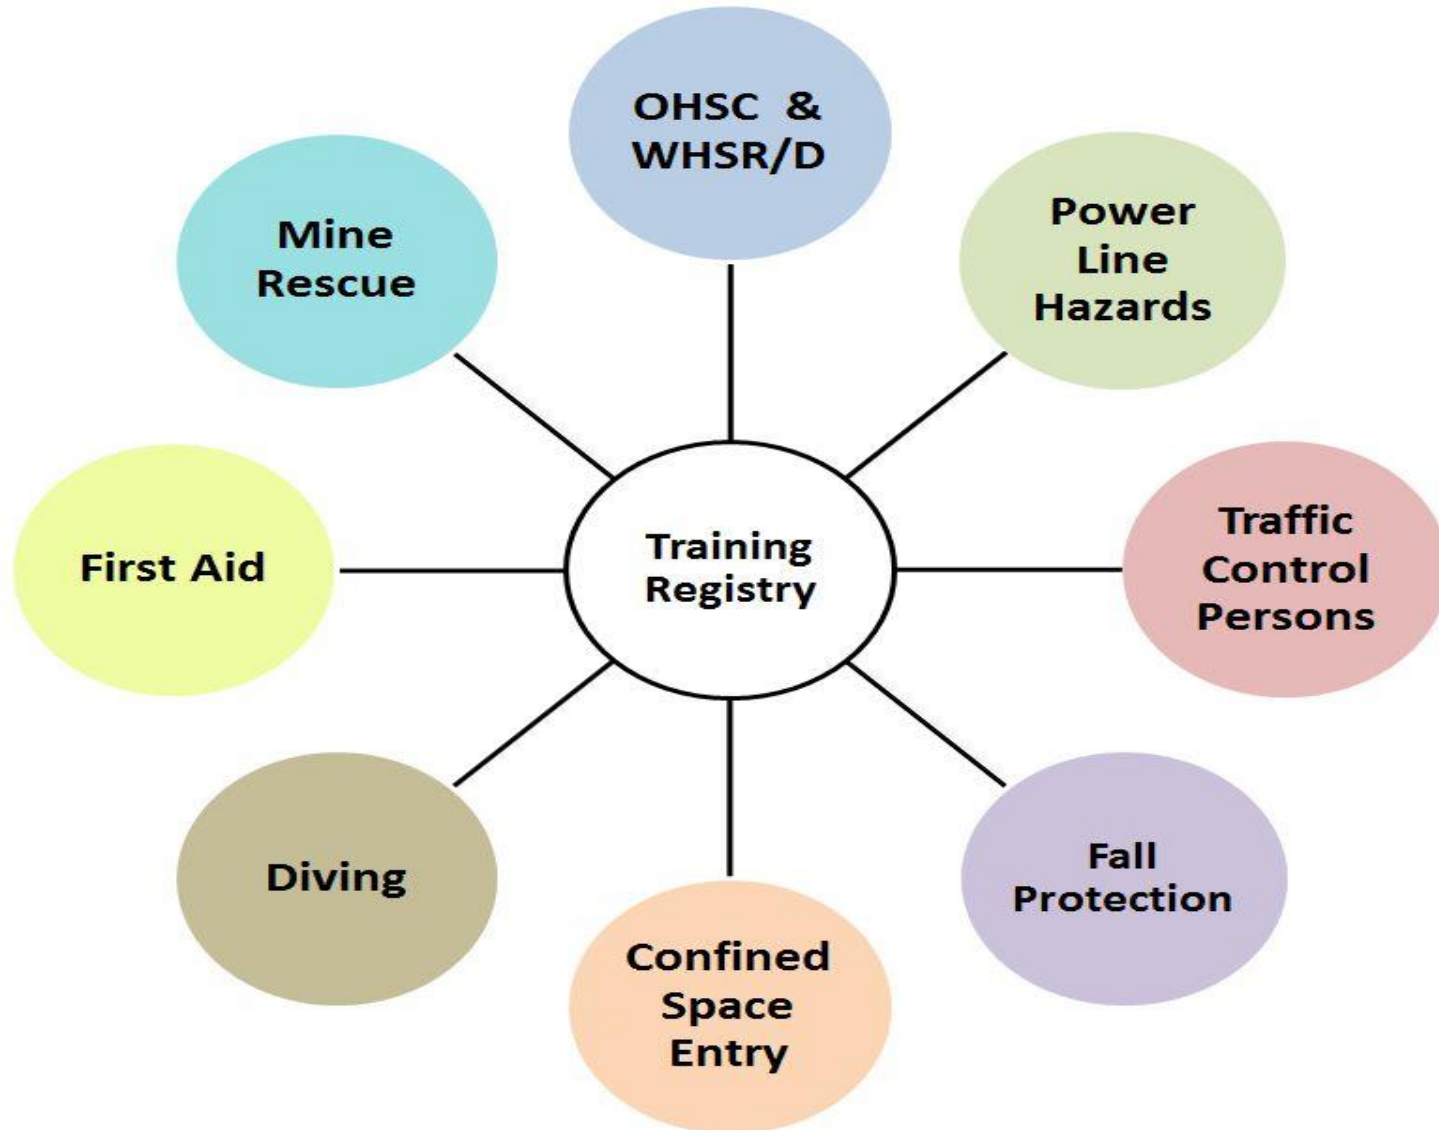 OHSC &
WHSR/D
Power
Line
Hazards
Traffic
Control
Persons
Fall
Protection
Confined
Space
Entry
Diving
First Aid
Mine
Rescue
Training
Registry